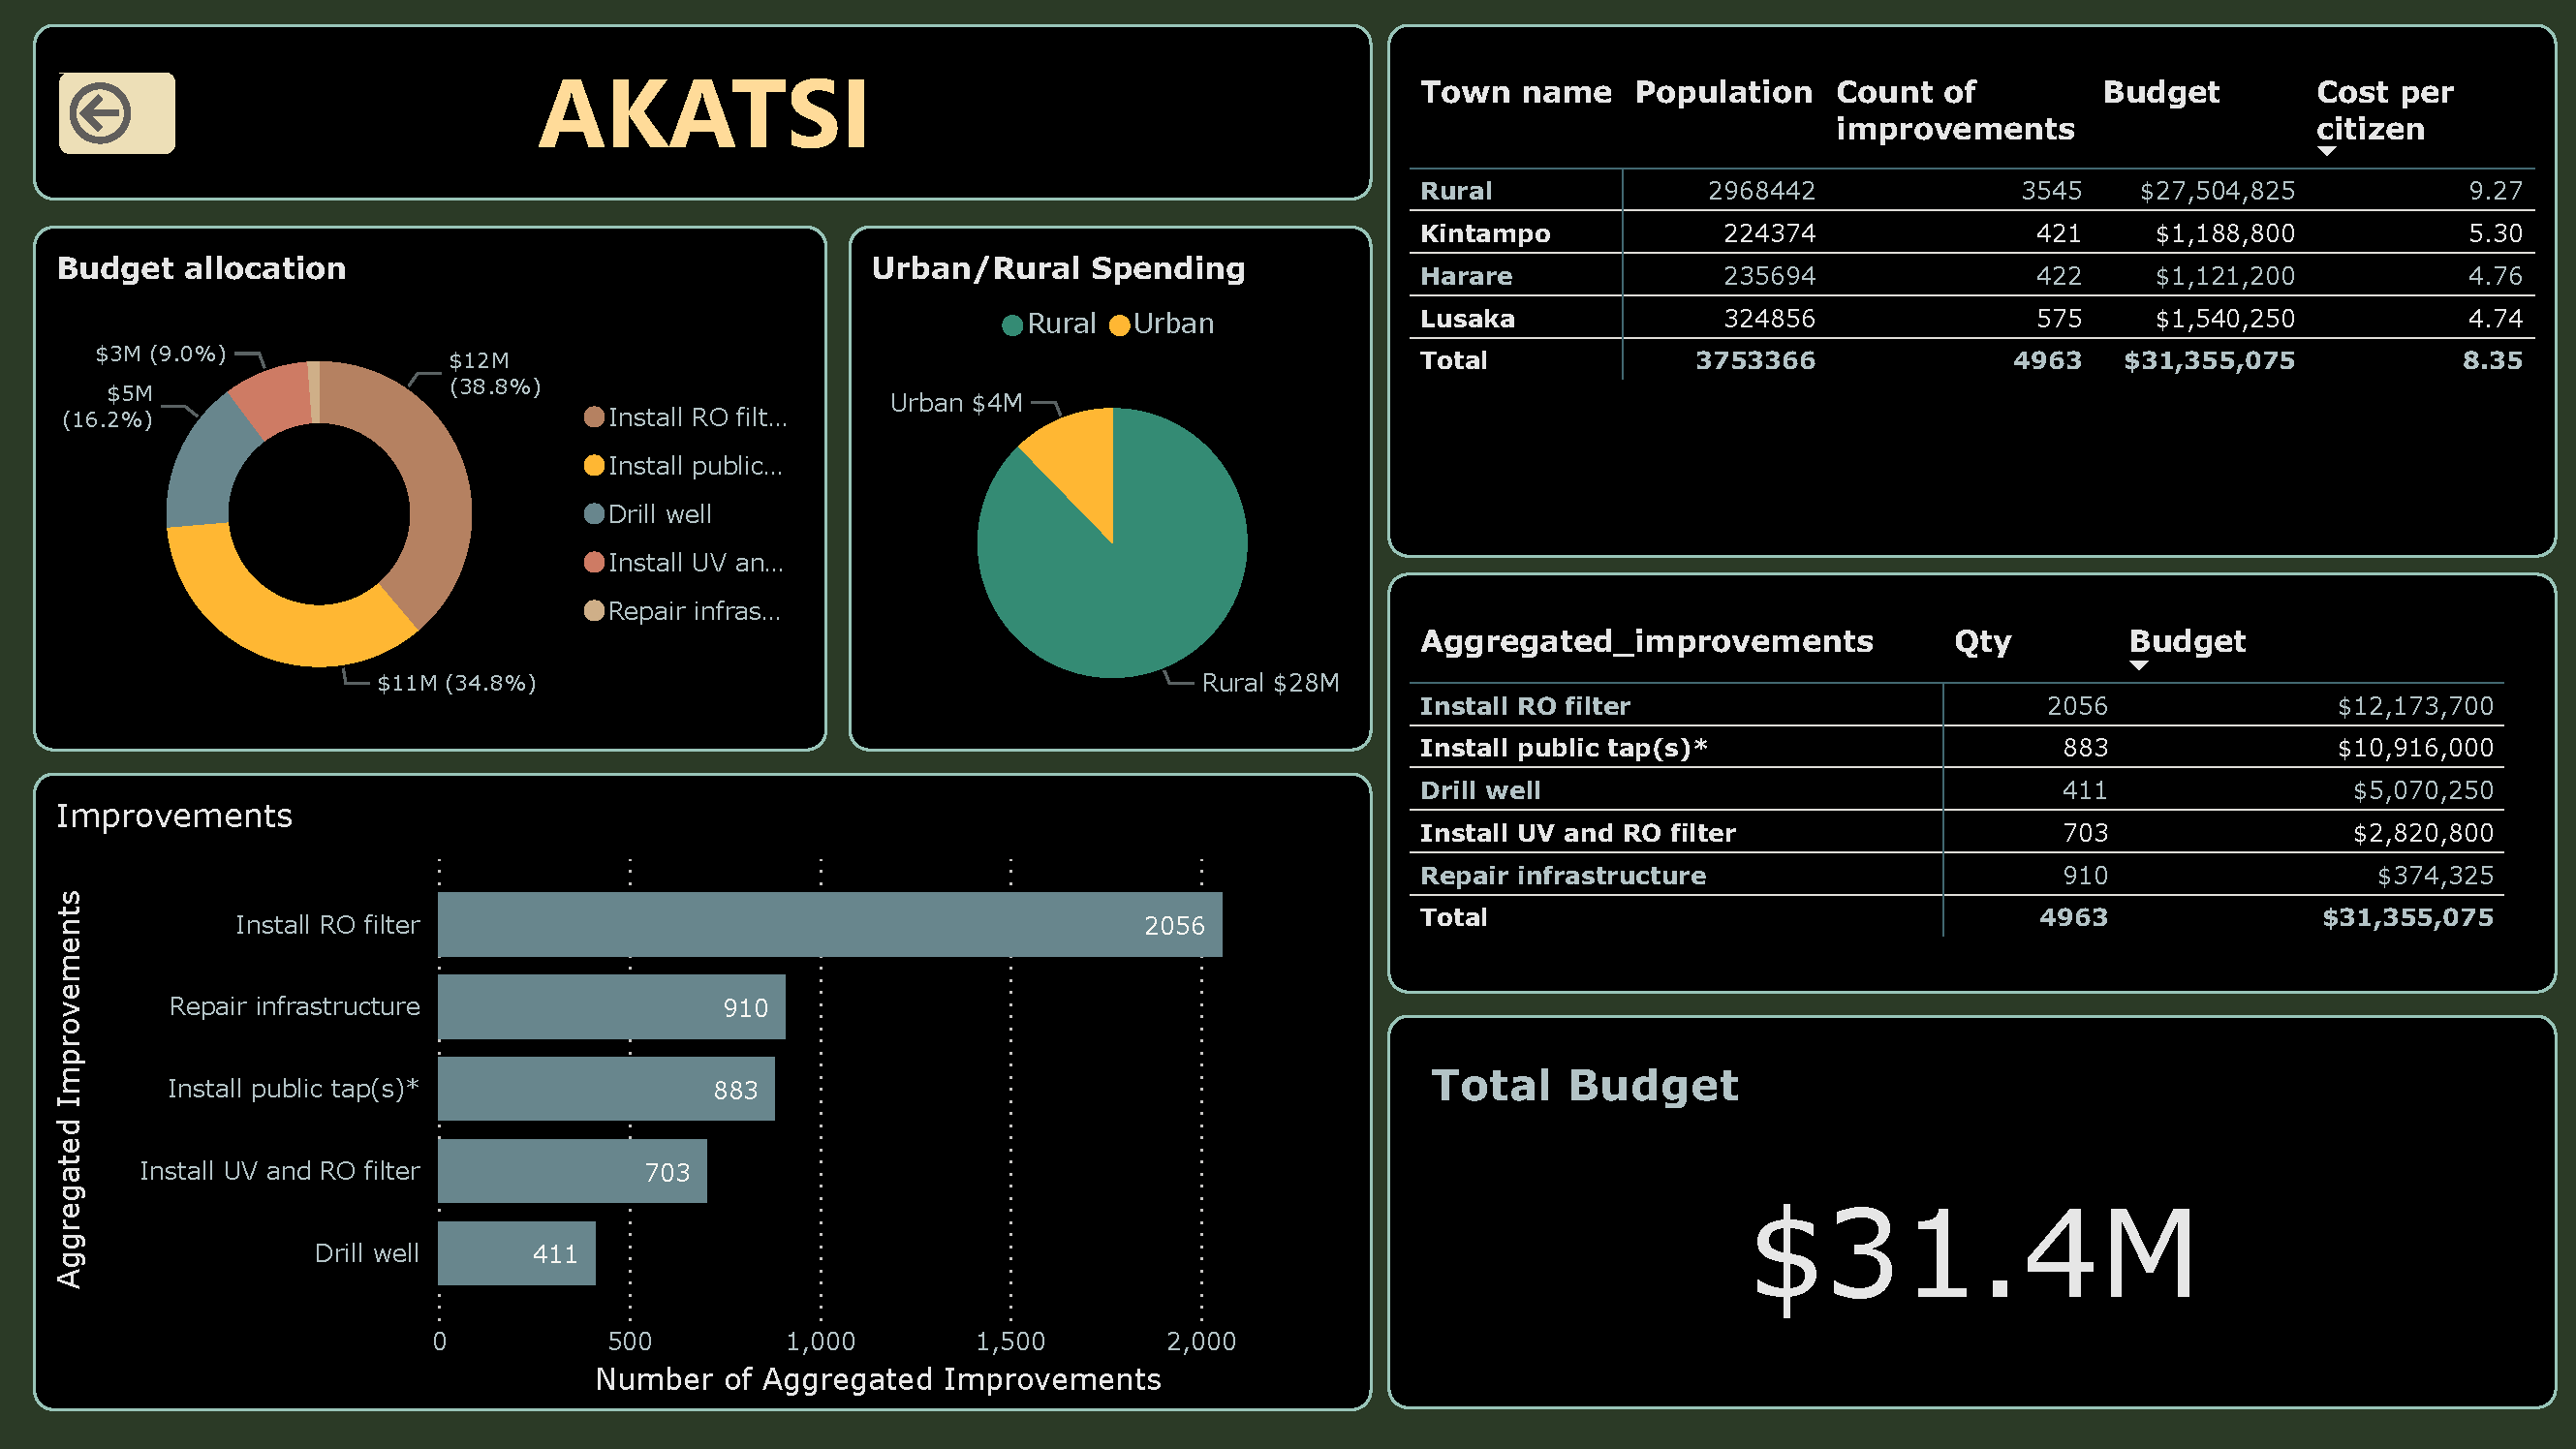 AKATSI
Budget allocation
$3M (9.0%)
$12M
(38.8%)
$5M
(16.2%)
$11M (34.8%)
Install RO filt...
Install public...
Drill well
Install UV an...
Repair infras...
Urban/Rural Spending
Rural Urban
Urban $4M
Rural $28M
Improvements
Aggregated Improvements
Install RO filter 2056
Repair infrastructure 910
Install public tap(s)* 883
Install UV and RO filter 703
Drill well 411
0 500 1,000 1,500 2,000
Number of Aggregated Improvements
Town name Population Count of Budget Cost per
improvements citizen
Rural 2968442 3545 $27,504,825 9.27
Kintampo 224374 421 $1,188,800 5.30
Harare 235694 422 $1,121,200 4.76
Lusaka 324856 575 $1,540,250 4.74
Total 3753366 4963 $31,355,075 8.35
Aggregated_improvements Qty Budget
Install RO filter 2056 $12,173,700
Install public tap(s)* 883 $10,916,000
Drill well 411 $5,070,250
Install UV and RO filter 703 $2,820,800
Repair infrastructure 910 $374,325
Total 4963 $31,355,075
Total Budget
$31.4M